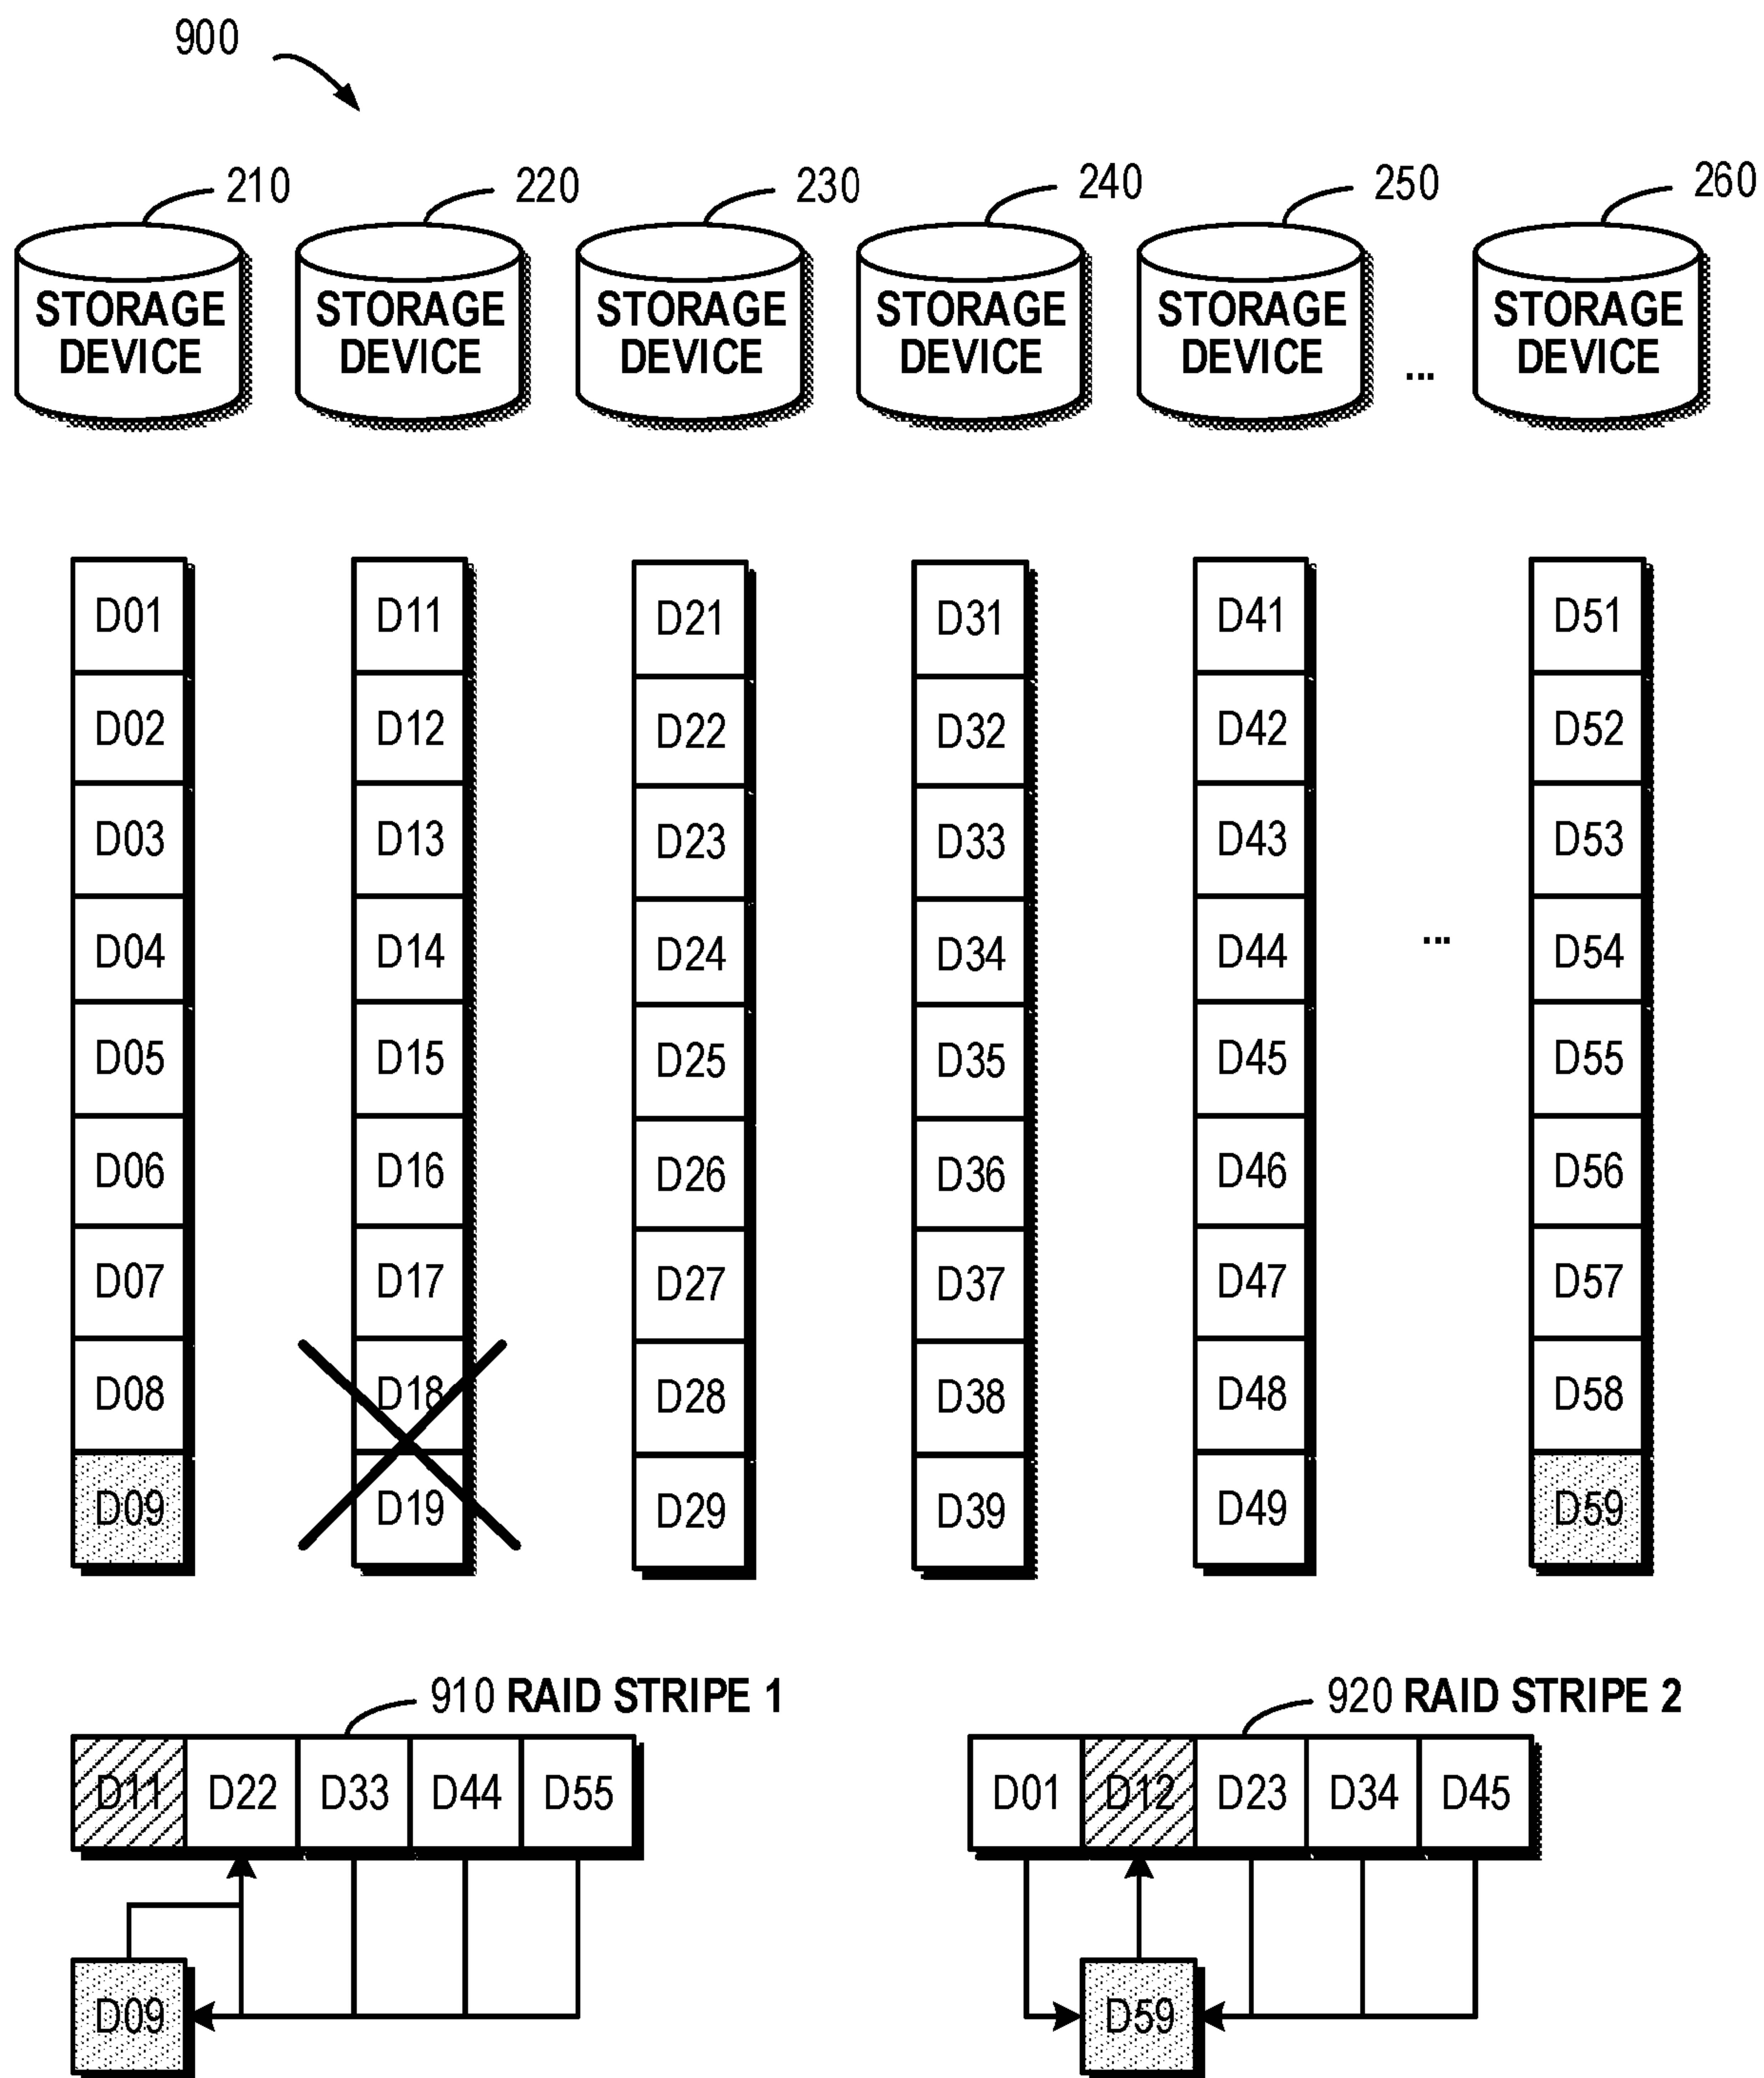 900
210 220 230 240 250 260
STORAGE STORAGE STORAGE STORAGE STORAGE STORAGE
DEVICE DEVICE DEVICE DEVICE DEVICE ... DEVICE
D01 D11 D21 D31 D41 D51
D02 D12 D22 D32 D42 D52
D03 D13 D23 D33 D43 D53
D04 D14 D24 D34 D44 ... D54
D05 D15 D25 D35 D45 D55
D06 D16 D26 D36 D46 D56
D07 D17 D27 D37 D47 D57
D08 D18 D28 D38 D48 D58
D09 D19 D29 D39 D49 D59
910 RAID STRIPE 1 920 RAID STRIPE 2
D11 D22 D33 D44 D55 D01 D12 D23 D34 D45
D09 D59